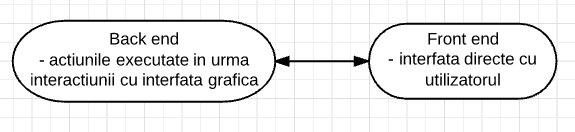 Back end
- actiunile executate in urma
interactiunii cu interfata grafica
Front end
- interfata directe cu
utilizatorul